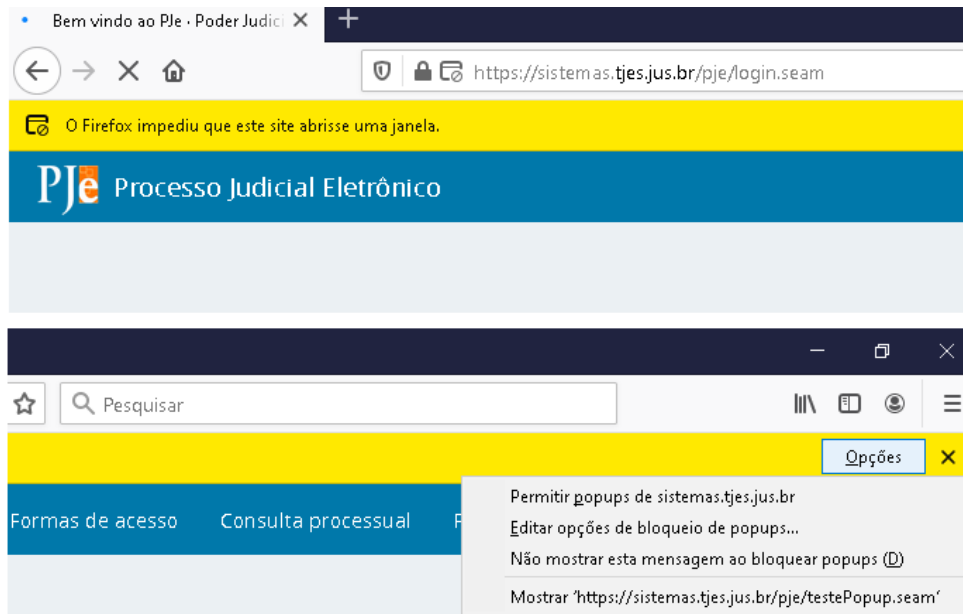 Bem vindo ao PJe · Poder Judici
https://sistemas.tjes.jus.br/pje/login.seam
O Firefox impediu que este site abrisse uma janela.
PJe Processo Judicial Eletrônico
Pesquisar
Opções
Permitir popups de sistemas.tjes.jus.br
Formas de acesso Consulta processual
Editar opções de bloqueio de popups...
Não mostrar esta mensagem ao bloquear popups (D)
Mostrar 'https://sistemas.tjes.jus.br/pje/testePopup.seam'